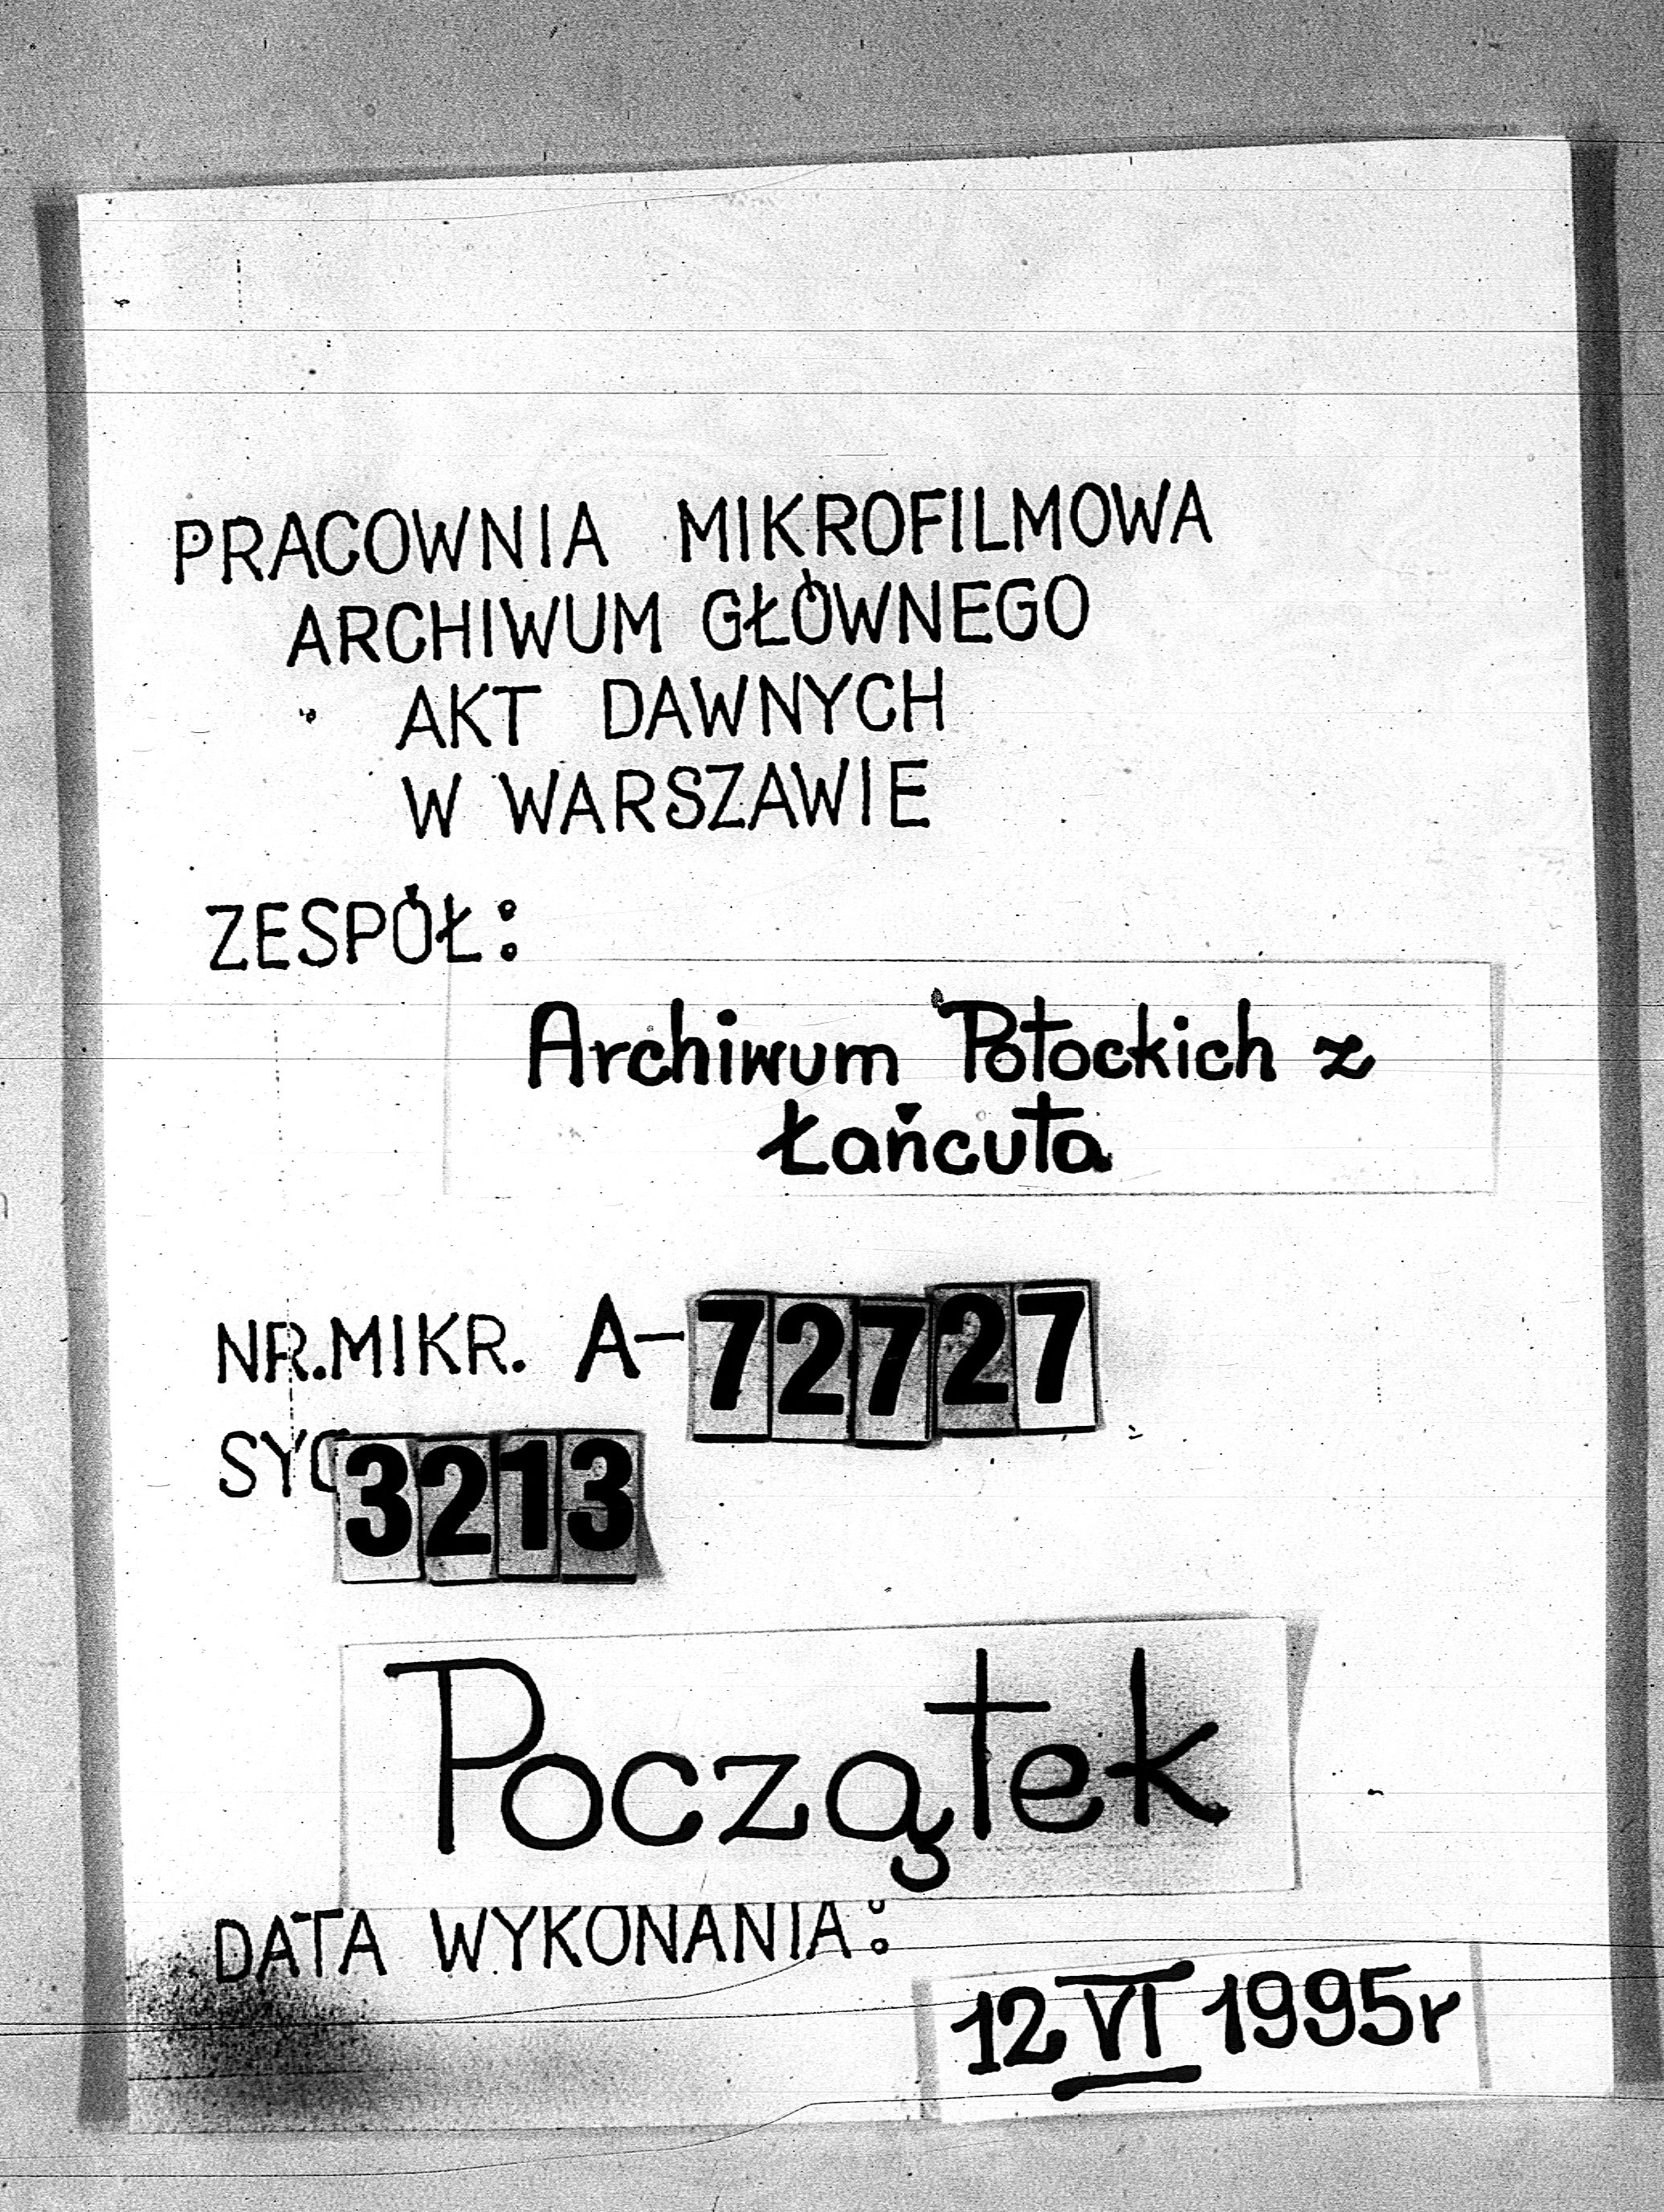 PRACOWNIA MIKROFILMOWA
ARCHIWUM GŁÓWNEGO
AKT DAWNYCH
W WARSZAWIE
ZESPÓŁ:
Archiwum Potockich z
Łańcuta
NR.MIKR. A-72727
SYG 3213
Początek
DATA WYKONANIA:
12 VI 1995r